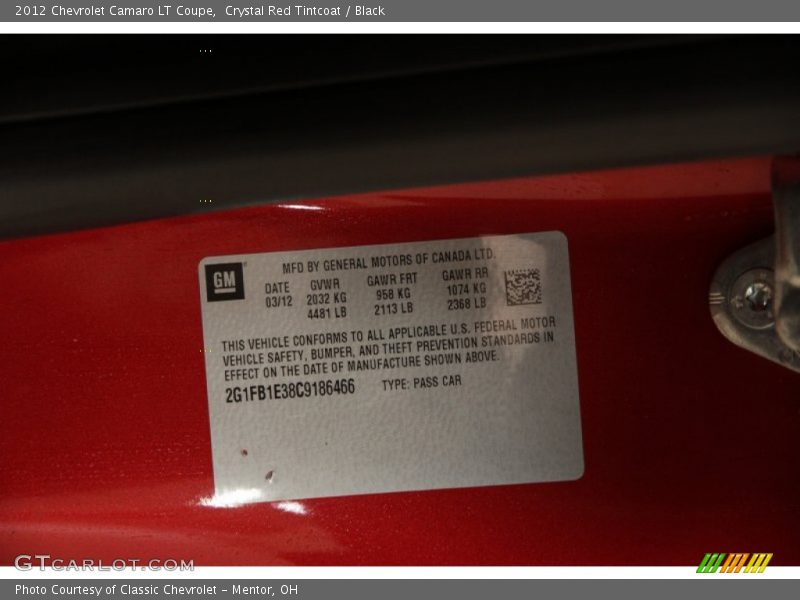 2012 Chevrolet Camaro LT Coupe,  Crystal Red Tintcoat / Black
GM
MFD BY GENERAL MOTORS OF CANADA LTD.
DATE GVWR GAWR FRT GAWR RR
03/12 2032 KG 958 KG 1074 KG
4481 LB 2113 LB 2368 LB
THIS VEHICLE CONFORMS TO ALL APPLICABLE U.S. FEDERAL MOTOR
VEHICLE SAFETY, BUMPER, AND THEFT PREVENTION STANDARDS IN
EFFECT ON THE DATE OF MANUFACTURE SHOWN ABOVE.
2G1FB1E38C9186466 TYPE: PASS CAR
GTCARLOT.COM
Photo Courtesy of Classic Chevrolet - Mentor, OH